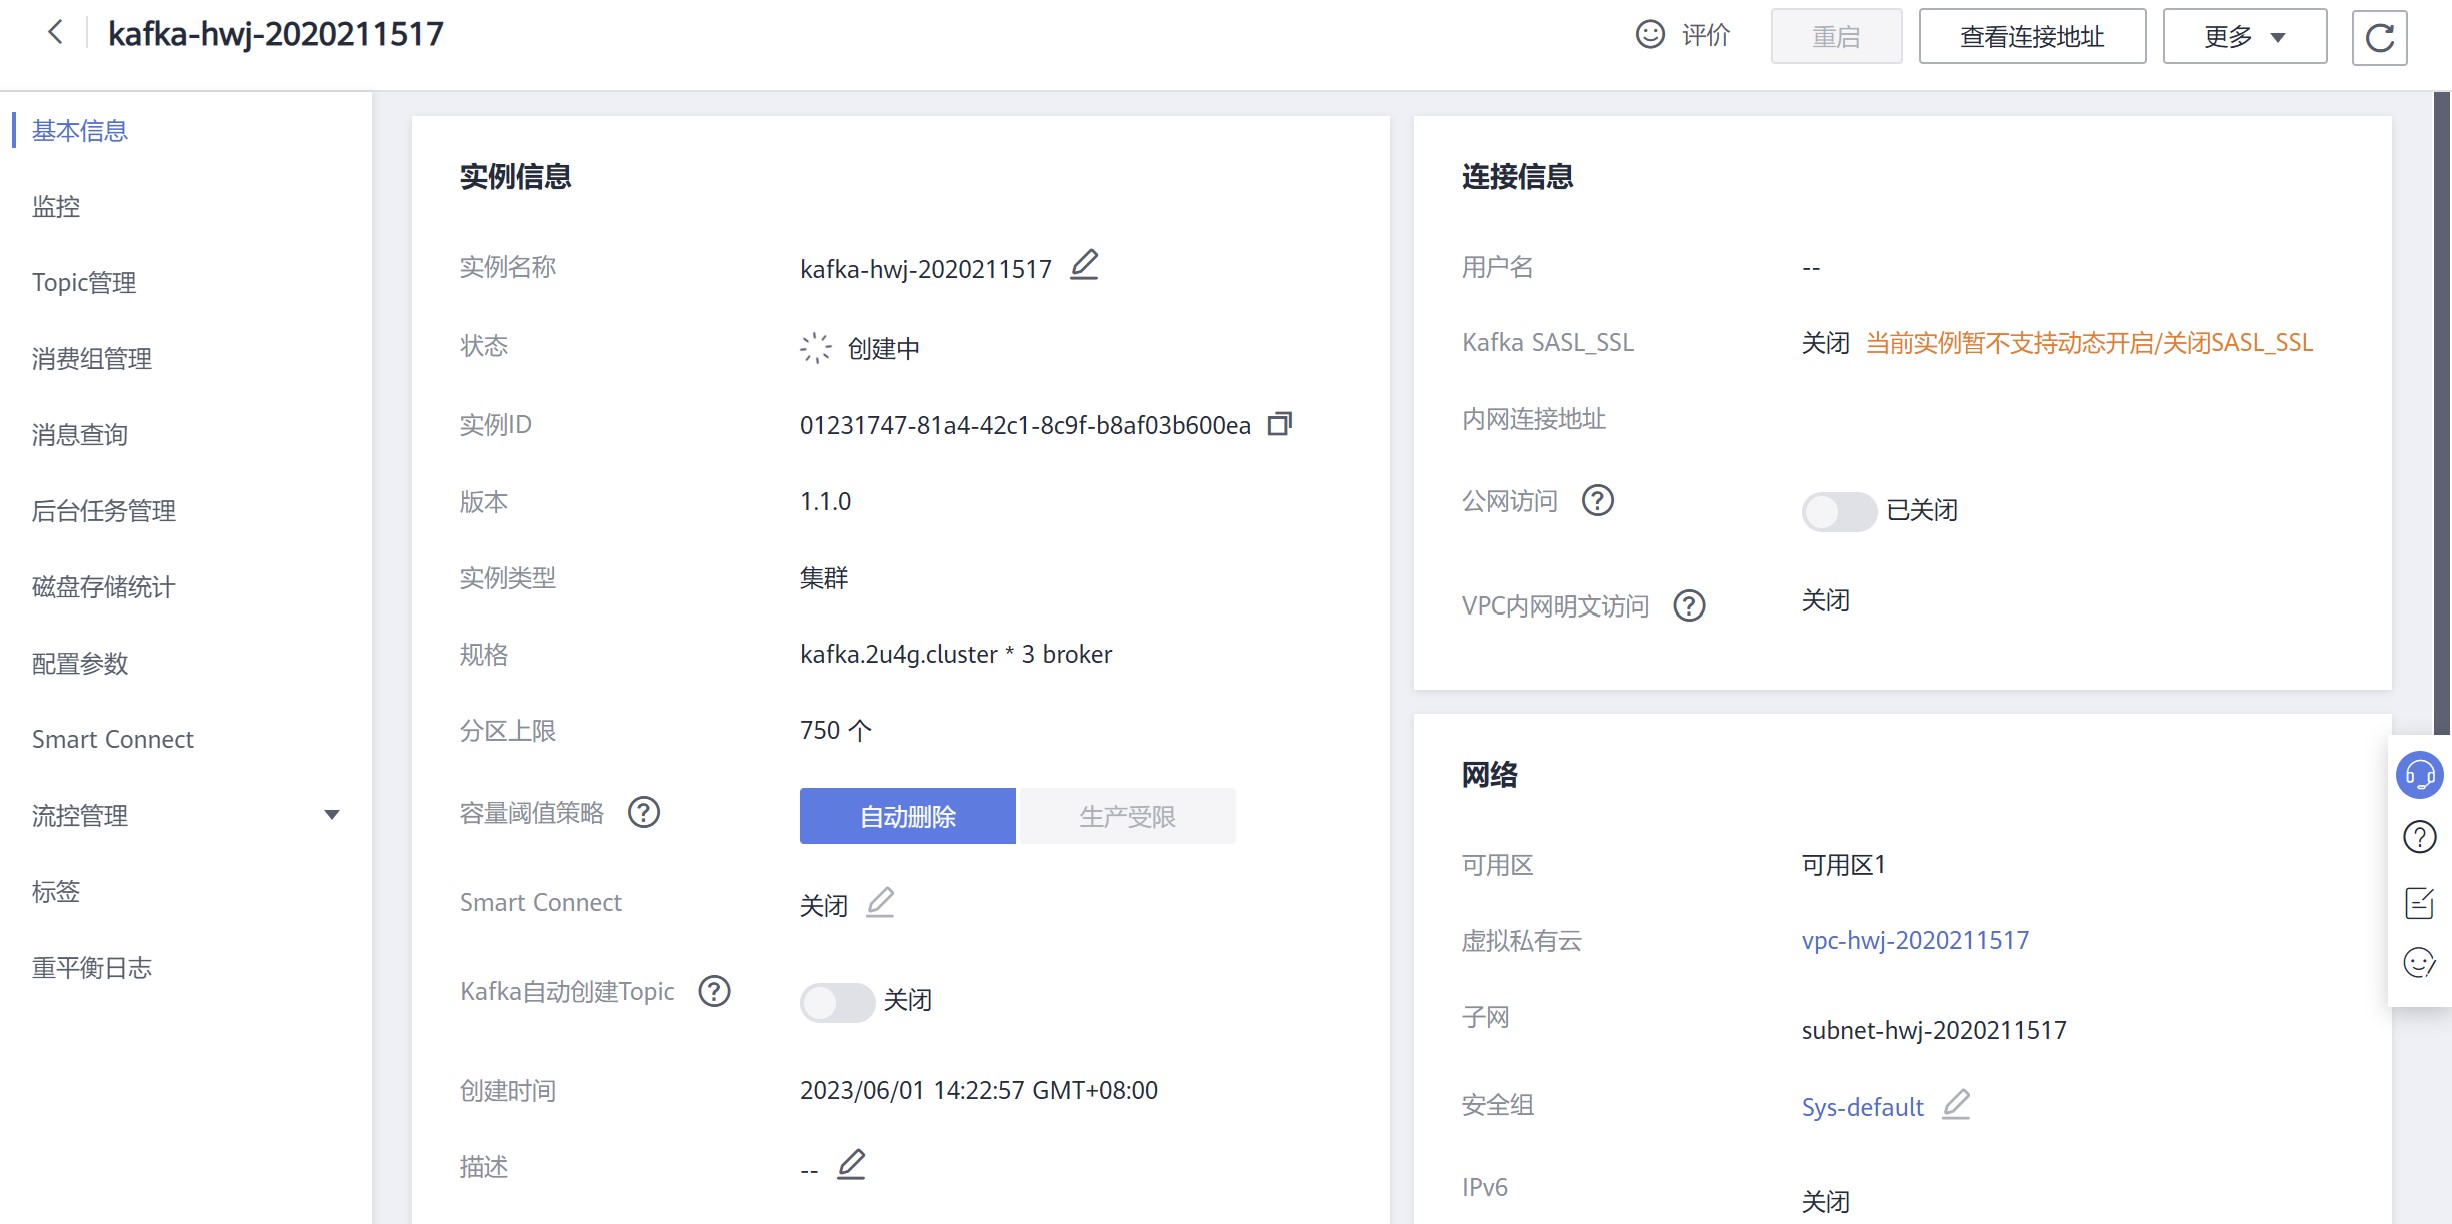 kafka-hwj-2020211517
评价
重启
查看连接地址
更多
基本信息
监控
Topic管理
消费组管理
消息查询
后台任务管理
磁盘存储统计
配置参数
Smart Connect
流控管理
标签
重平衡日志
实例信息
实例名称 kafka-hwj-2020211517
状态 创建中
实例ID 01231747-81a4-42c1-8c9f-b8af03b600ea
版本 1.1.0
实例类型 集群
规格 kafka.2u4g.cluster * 3 broker
分区上限 750 个
容量阈值策略 自动删除 生产受限
Smart Connect 关闭
Kafka自动创建Topic 关闭
创建时间 2023/06/01 14:22:57 GMT+08:00
描述 --
连接信息
用户名 --
Kafka SASL_SSL 关闭 当前实例暂不支持动态开启/关闭SASL_SSL
内网连接地址
公网访问 已关闭
VPC内网明文访问 关闭
网络
可用区 可用区1
虚拟私有云 vpc-hwj-2020211517
子网 subnet-hwj-2020211517
安全组 Sys-default
IPv6 关闭